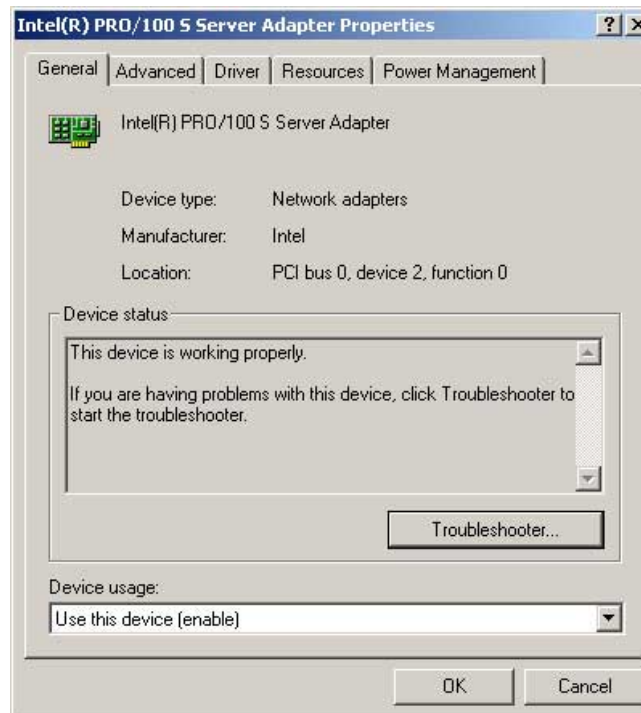 Intel(R) PRO/100 S Server Adapter Properties
General Advanced Driver Resources Power Management
Intel(R) PRO/100 S Server Adapter
Device type: Network adapters
Manufacturer: Intel
Location: PCI bus 0, device 2, function 0
Device status
This device is working properly.
If you are having problems with this device, click Troubleshooter to
start the troubleshooter.
Troubleshooter...
Device usage:
Use this device (enable)
OK Cancel